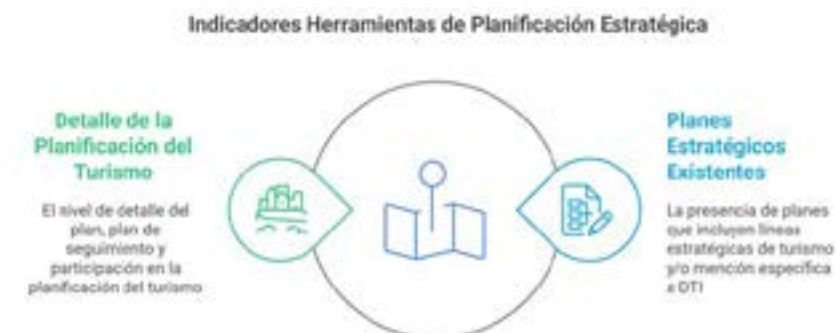 Indicadores Herramientas de Planificación Estratégica
Detalle de la
Planificación del
Turismo
El nivel de detalle del
plan, plan de
seguimiento y
participación en la
planificación del turismo
Planes
Estratégicos
Existentes
La presencia de planes
que incluyen líneas
estratégicas de turismo
y/o mención específica
a DTI